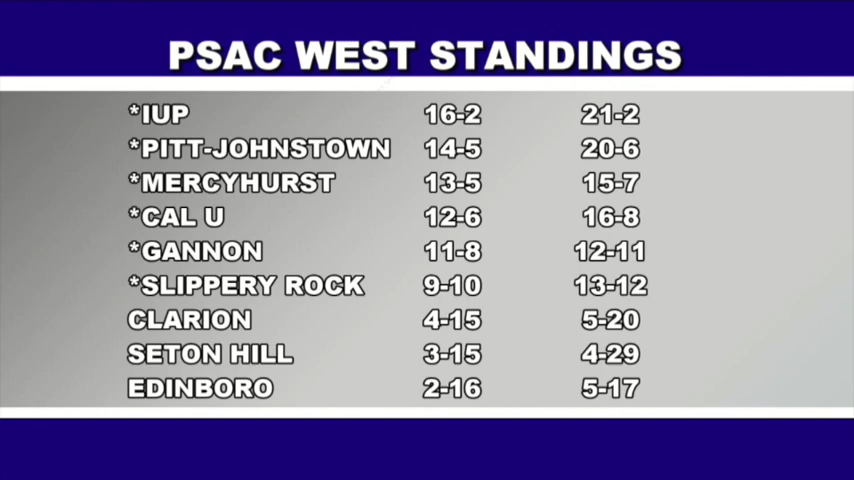 PSAC WEST STANDINGS
*IUP 16-2 21-2
*PITT-JOHNSTOWN 14-5 20-6
*MERCYHURST 13-5 15-7
*CAL U 12-6 16-8
*GANNON 11-8 12-11
*SLIPPERY ROCK 9-10 13-12
CLARION 4-15 5-20
SETON HILL 3-15 4-29
EDINBORO 2-16 5-17